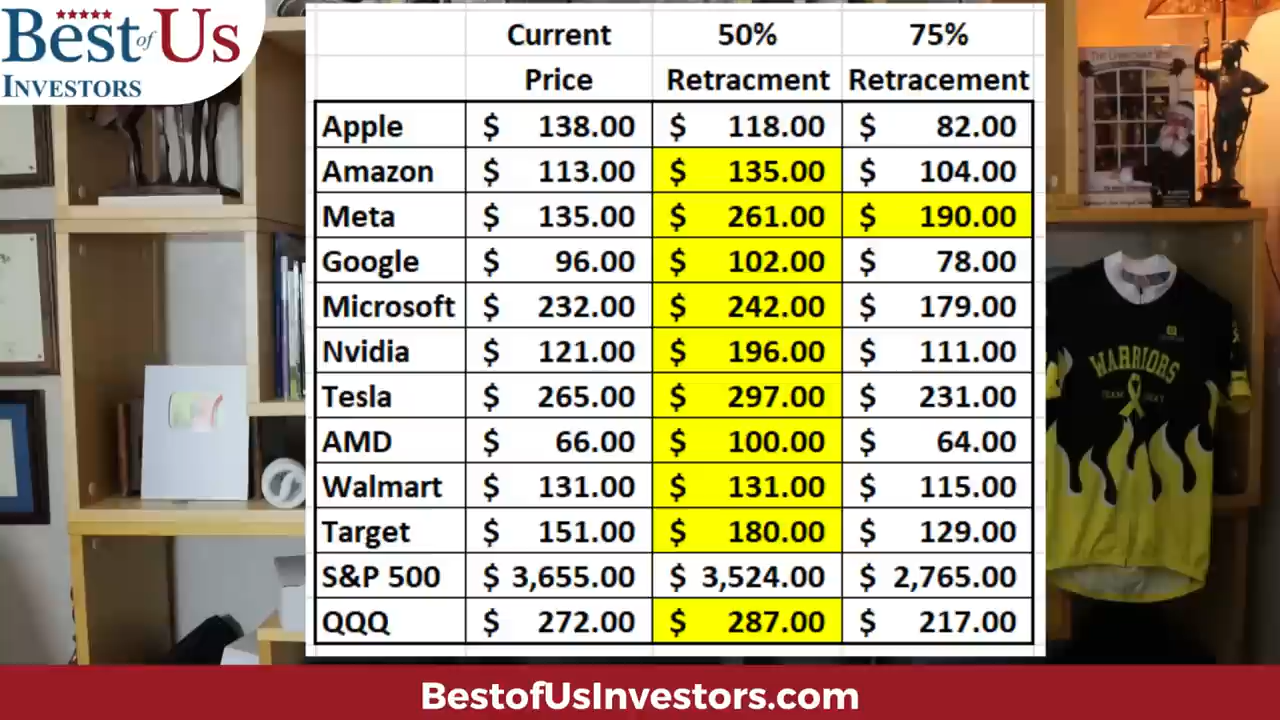 Best of Us
INVESTORS
Current 50% 75%
Price Retracment Retracement
Apple $ 138.00 $ 118.00 $ 82.00
Amazon $ 113.00 $ 135.00 $ 104.00
Meta $ 135.00 $ 261.00 $ 190.00
Google $ 96.00 $ 102.00 $ 78.00
Microsoft $ 232.00 $ 242.00 $ 179.00
Nvidia $ 121.00 $ 196.00 $ 111.00
Tesla $ 265.00 $ 297.00 $ 231.00
AMD $ 66.00 $ 100.00 $ 64.00
Walmart $ 131.00 $ 131.00 $ 115.00
Target $ 151.00 $ 180.00 $ 129.00
S&P 500 $ 3,655.00 $ 3,524.00 $ 2,765.00
QQQ $ 272.00 $ 287.00 $ 217.00
WARRIORS
TEAM
BestofUsInvestors.com